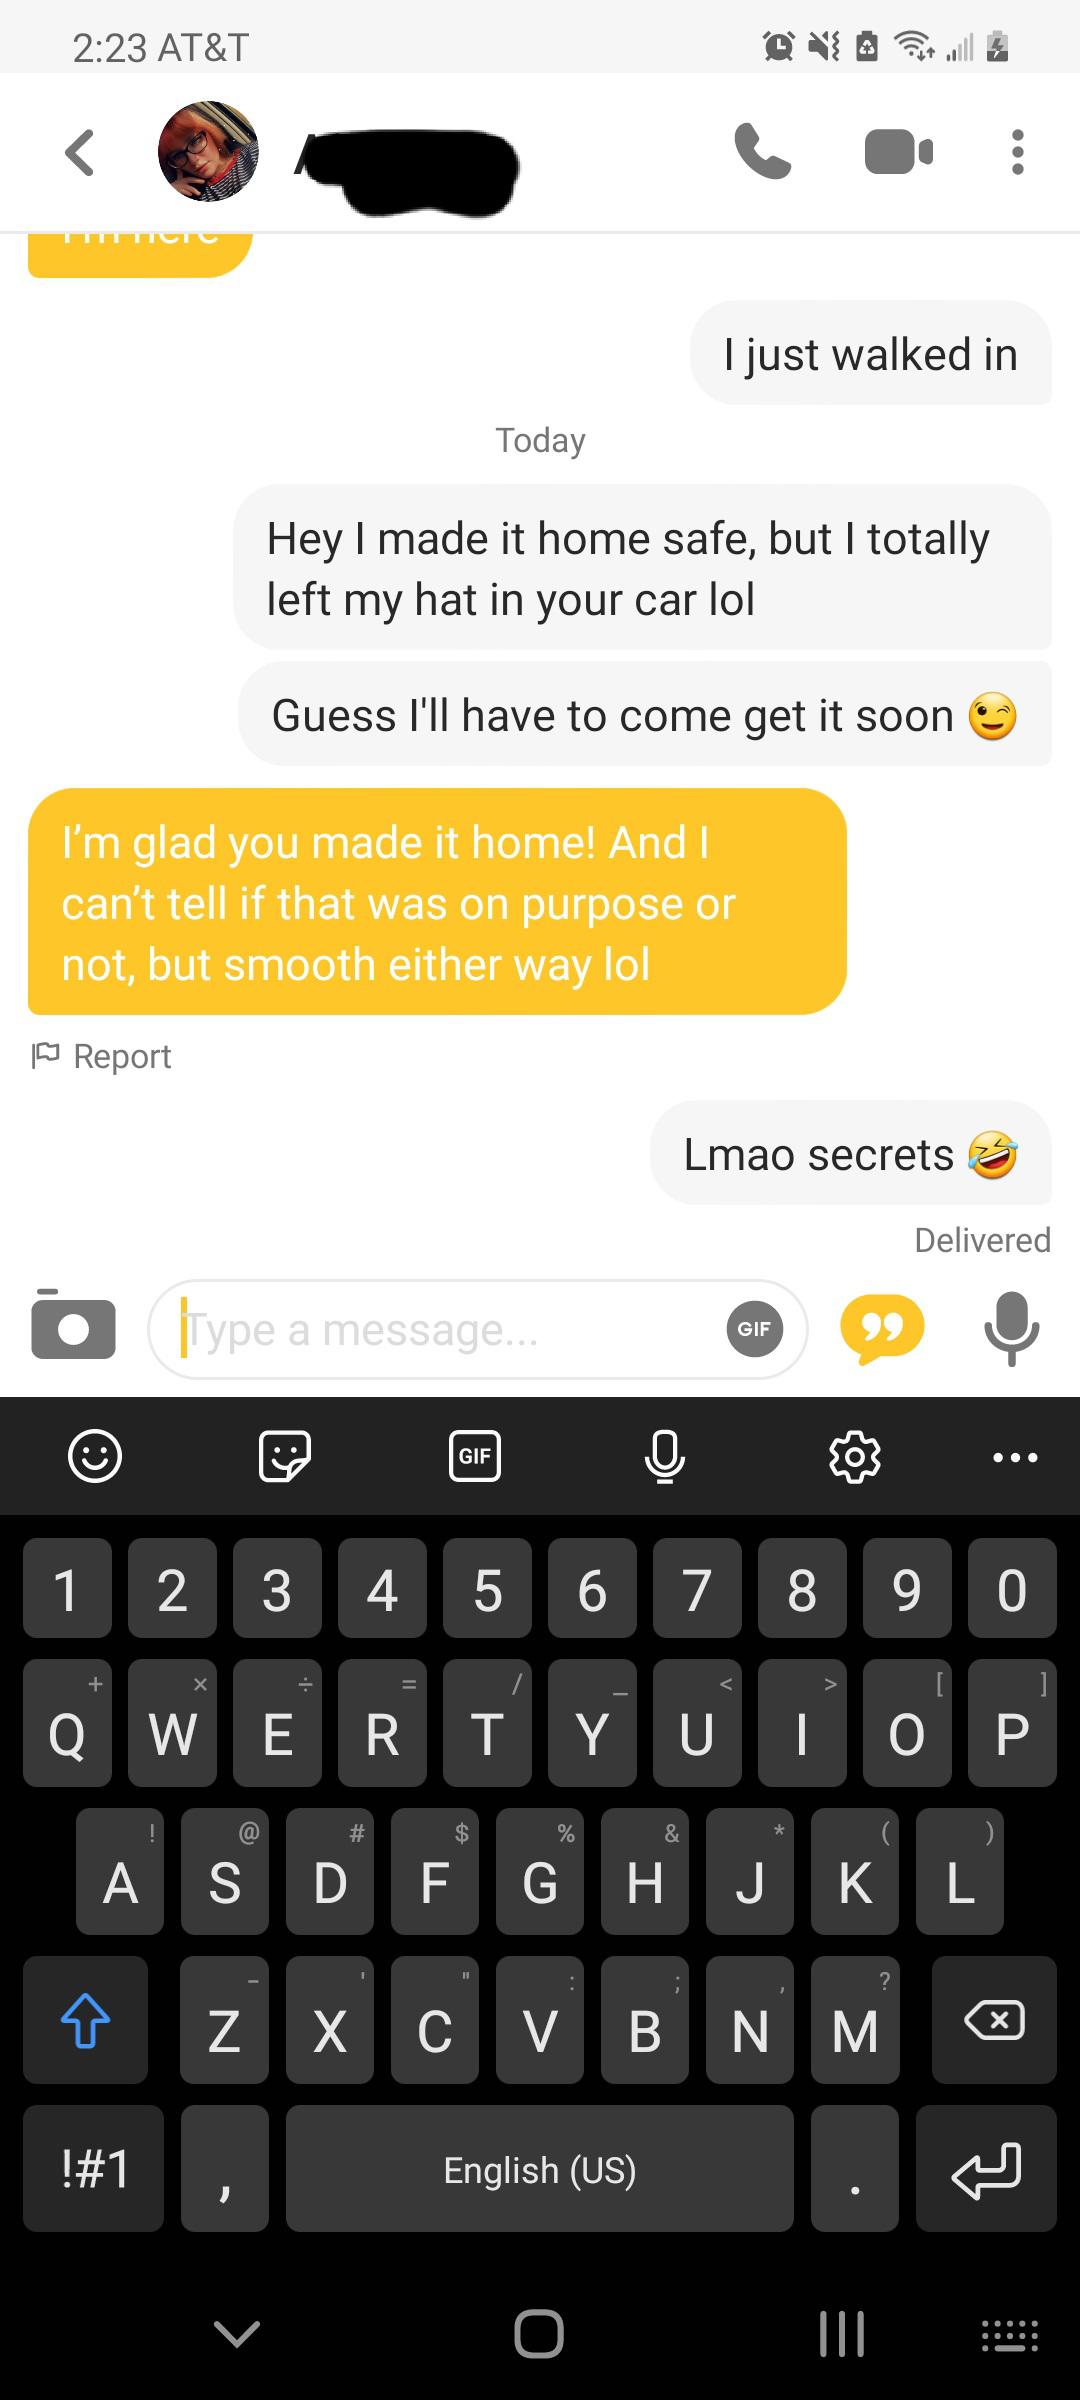 2:23 AT&T
I'm here
I just walked in
Today
Hey I made it home safe, but I totally
left my hat in your car lol
Guess I'll have to come get it soon 😉
I’m glad you made it home! And I
can’t tell if that was on purpose or
not, but smooth either way lol
Report
Lmao secrets 🤣
Delivered
Type a message...
GIF
GIF
1 2 3 4 5 6 7 8 9 0
+ × ÷ = / _ < > [ ]
Q W E R T Y U I O P
! @ # $ % & * ( )
A S D F G H J K L
- ' " : ; , ?
Z X C V B N M
!#1 , English (US) .